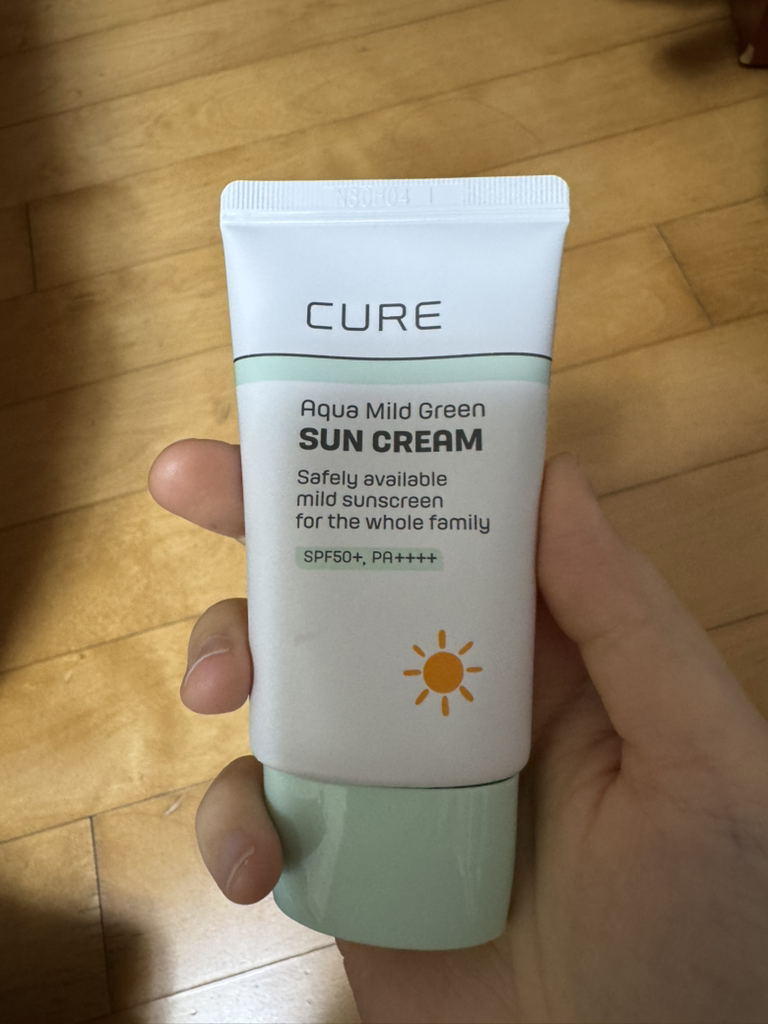 CURE
Aqua Mild Green
SUN CREAM
Safely available
mild sunscreen
for the whole family
SPF50+, PA++++